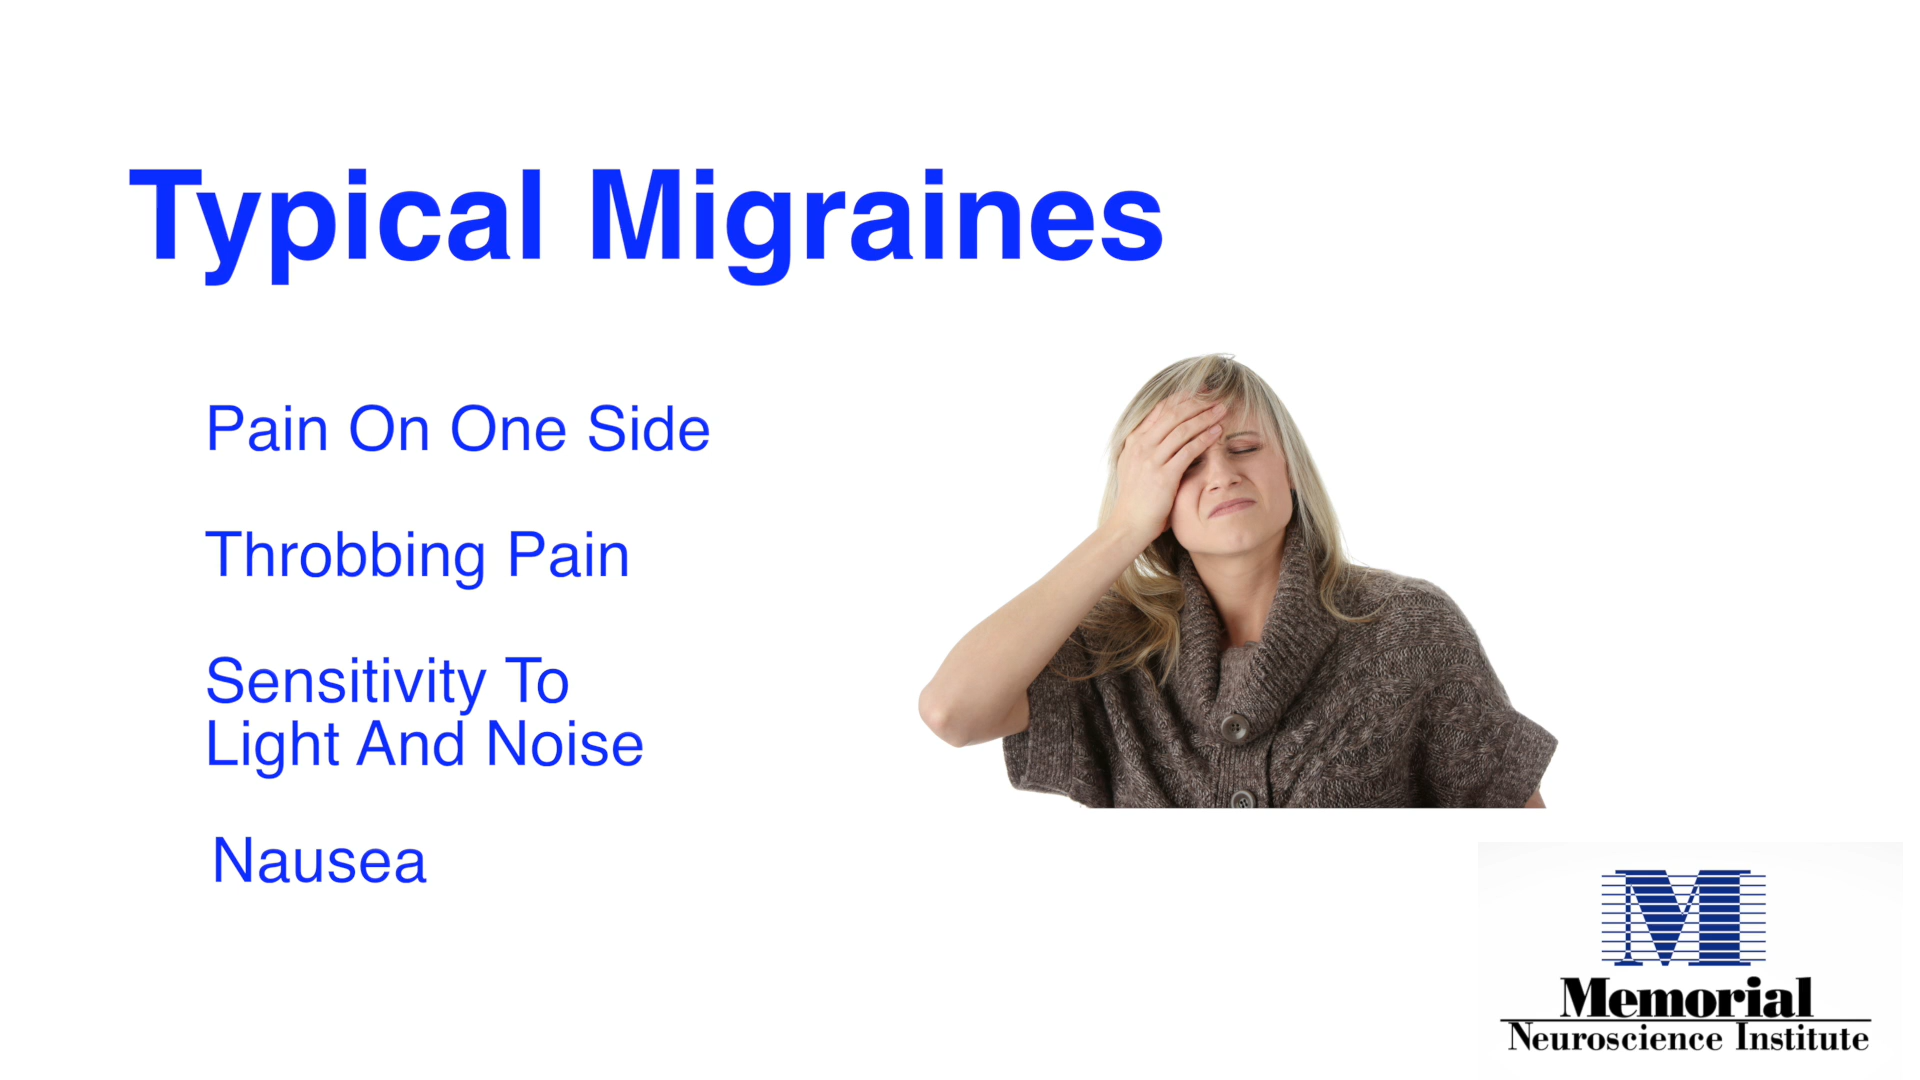 Typical Migraines
Pain On One Side
Throbbing Pain
Sensitivity To
Light And Noise
Nausea
M
Memorial
Neuroscience Institute